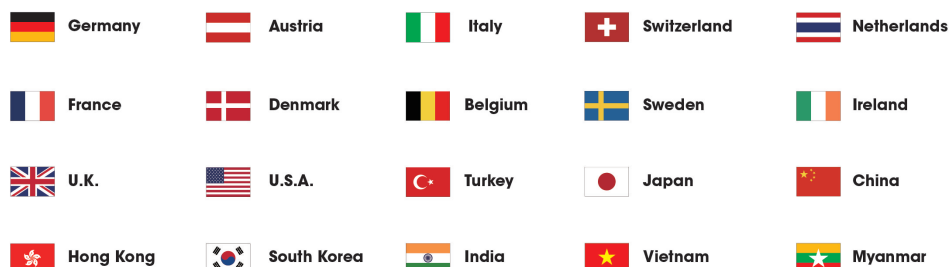 Germany Austria Italy Switzerland Netherlands
France Denmark Belgium Sweden Ireland
U.K. U.S.A. Turkey Japan China
Hong Kong South Korea India Vietnam Myanmar